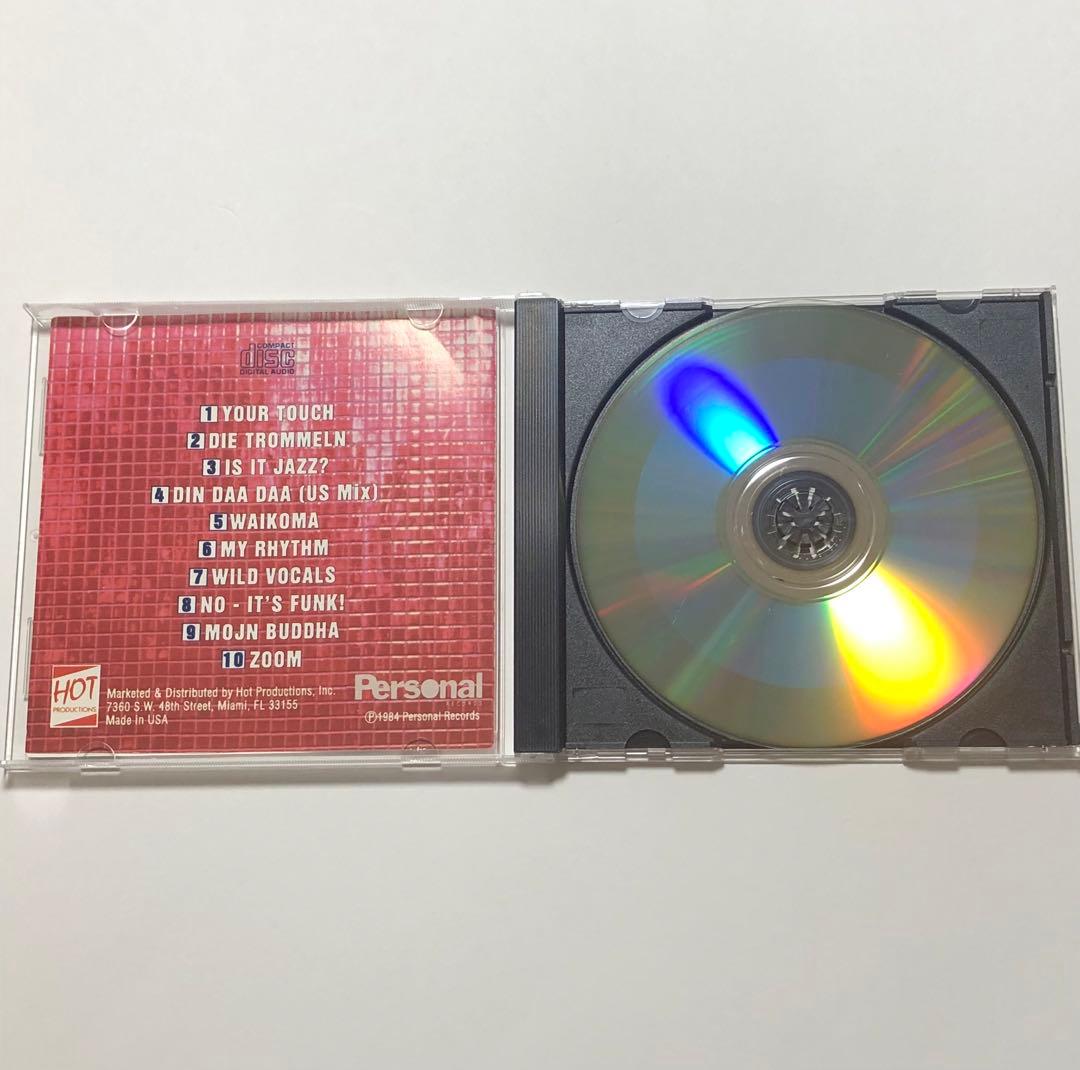 COMPACT
disc
DIGITAL AUDIO
1 YOUR TOUCH
2 DIE TROMMELN
3 IS IT JAZZ?
4 DIN DAA DAA (US Mix)
5 WAIKOMA
6 MY RHYTHM
7 WILD VOCALS
8 NO - IT'S FUNK!
9 MOJN BUDDHA
10 ZOOM
HOT
PRODUCTIONS
Marketed & Distributed by Hot Productions, Inc.
7360 S.W. 48th Street, Miami, FL 33155
Made in USA
Personal
RECORDS
Ⓟ1984 Personal Records